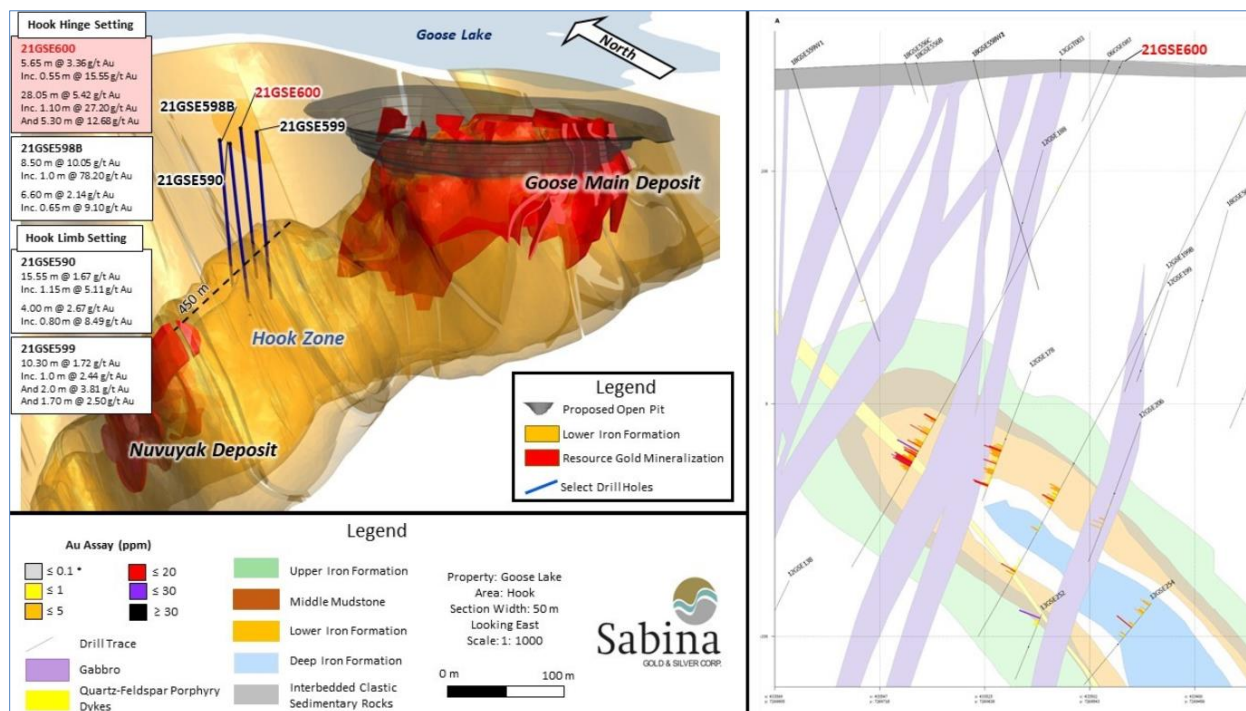 Hook Hinge Setting
21GSE600
5.65 m @ 3.36 g/t Au
Inc. 0.55 m @ 15.55 g/t Au
28.05 m @ 5.42 g/t Au
Inc. 1.10 m @ 27.20 g/t Au
And 5.30 m @ 12.68 g/t Au
21GSE598B
8.50 m @ 10.05 g/t Au
Inc. 1.0 m @ 78.20 g/t Au
6.60 m @ 2.14 g/t Au
Inc. 0.65 m @ 9.10 g/t Au
Hook Limb Setting
21GSE590
15.55 m @ 1.67 g/t Au
Inc. 1.15 m @ 5.11 g/t Au
4.00 m @ 2.67 g/t Au
Inc. 0.80 m @ 8.49 g/t Au
21GSE599
10.30 m @ 1.72 g/t Au
Inc. 1.0 m @ 2.44 g/t Au
And 2.0 m @ 3.81 g/t Au
And 1.70 m @ 2.50 g/t Au
Goose Lake
North
21GSE600
21GSE598B
21GSE599
21GSE590
Goose Main Deposit
450 m
Hook Zone
Nuvuyak Deposit
Legend
Proposed Open Pit
Lower Iron Formation
Resource Gold Mineralization
Select Drill Holes
Legend
Au Assay (ppm)
≤ 0.1 *
≤ 1
≤ 5
≤ 20
≤ 30
≥ 30
Drill Trace
Gabbro
Quartz-Feldspar Porphyry
Dykes
Upper Iron Formation
Middle Mudstone
Lower Iron Formation
Deep Iron Formation
Interbedded Clastic
Sedimentary Rocks
Property: Goose Lake
Area: Hook
Section Width: 50 m
Looking East
Scale: 1: 1000
0 m
100 m
Sabina
GOLD & SILVER CORP.
A
21GSE600
13GCT003
12GSE188
12GSE199
12GSE178
12GSE206
12GSE138
13GSE252
13GSE254